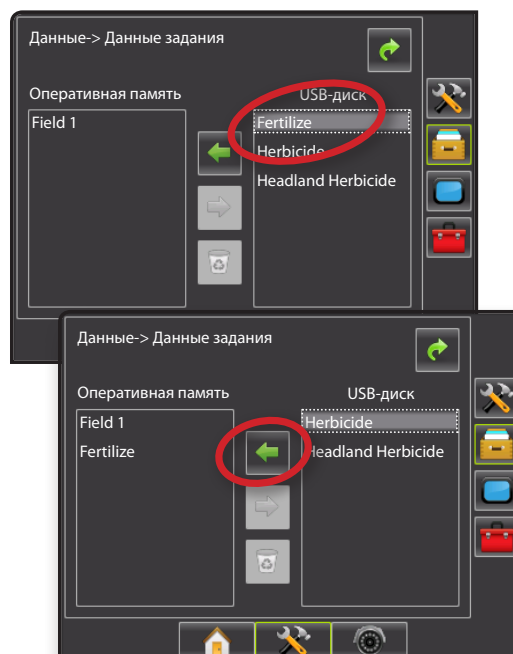 Данные-> Данные задания
Оперативная память USB-диск
Field 1
Fertilize
Herbicide
Headland Herbicide
Данные-> Данные задания
Оперативная память USB-диск
Field 1
Fertilize
Herbicide
Headland Herbicide